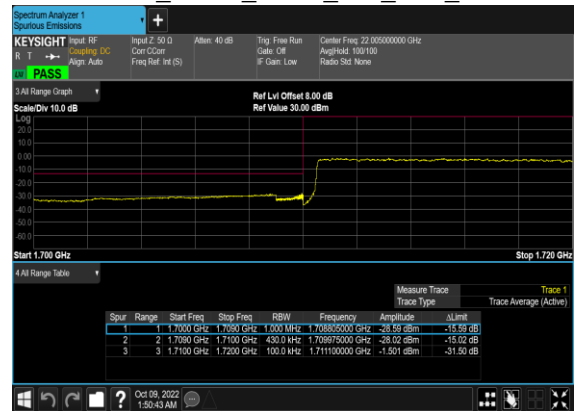 Spectrum Analyzer 1
Spurious Emissions
+
KEYSIGHT Input: RF Input Z: 50 Ω Atten: 40 dB Trig: Free Run Center Freq: 22.005000000 GHz
R T Coupling: DC Corr CCorr Gate: Off Avg|Hold: 100/100
Align: Auto Freq Ref: Int (S) IF Gain: Low Radio Std: None
PASS
3 All Range Graph
Ref Lvl Offset 8.00 dB
Scale/Div 10.0 dB Ref Value 30.00 dBm
Log
20.0
10.0
0.00
-10.0
-20.0
-30.0
-40.0
-50.0
-60.0
Start 1.700 GHz Stop 1.720 GHz
4 All Range Table
Measure Trace Trace 1
Trace Type Trace Average (Active)
Spur Range Start Freq Stop Freq RBW Frequency Amplitude ΔLimit
1 1 1.7000 GHz 1.7090 GHz 1.000 MHz 1.708805000 GHz -28.59 dBm -15.59 dB
2 2 1.7090 GHz 1.7100 GHz 430.0 kHz 1.709975000 GHz -28.02 dBm -15.02 dB
3 3 1.7100 GHz 1.7200 GHz 100.0 kHz 1.711100000 GHz -1.501 dBm -31.50 dB
? Oct 09, 2022
1:50:43 AM